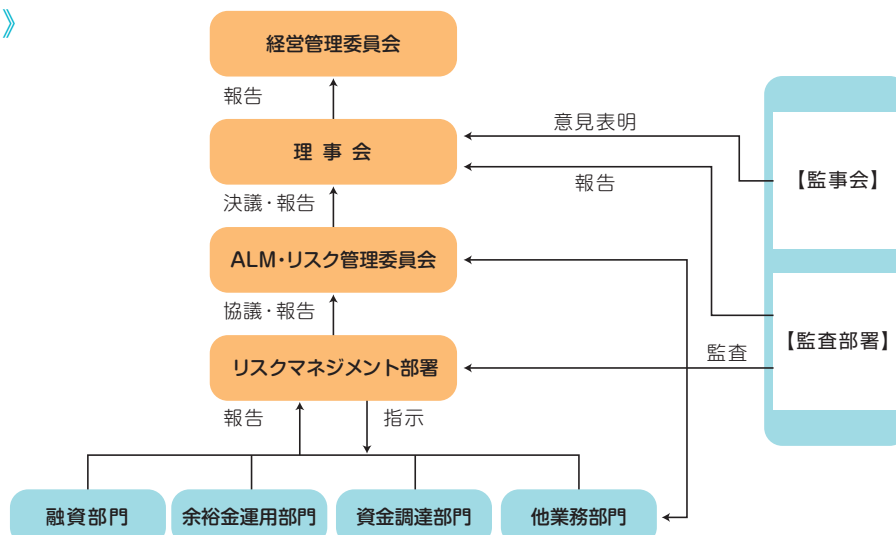 》
経営管理委員会
報告
理事会
意見表明
報告
【監事会】
決議・報告
ALM・リスク管理委員会
協議・報告
【監査部署】
リスクマネジメント部署
監査
報告
指示
融資部門
余裕金運用部門
資金調達部門
他業務部門